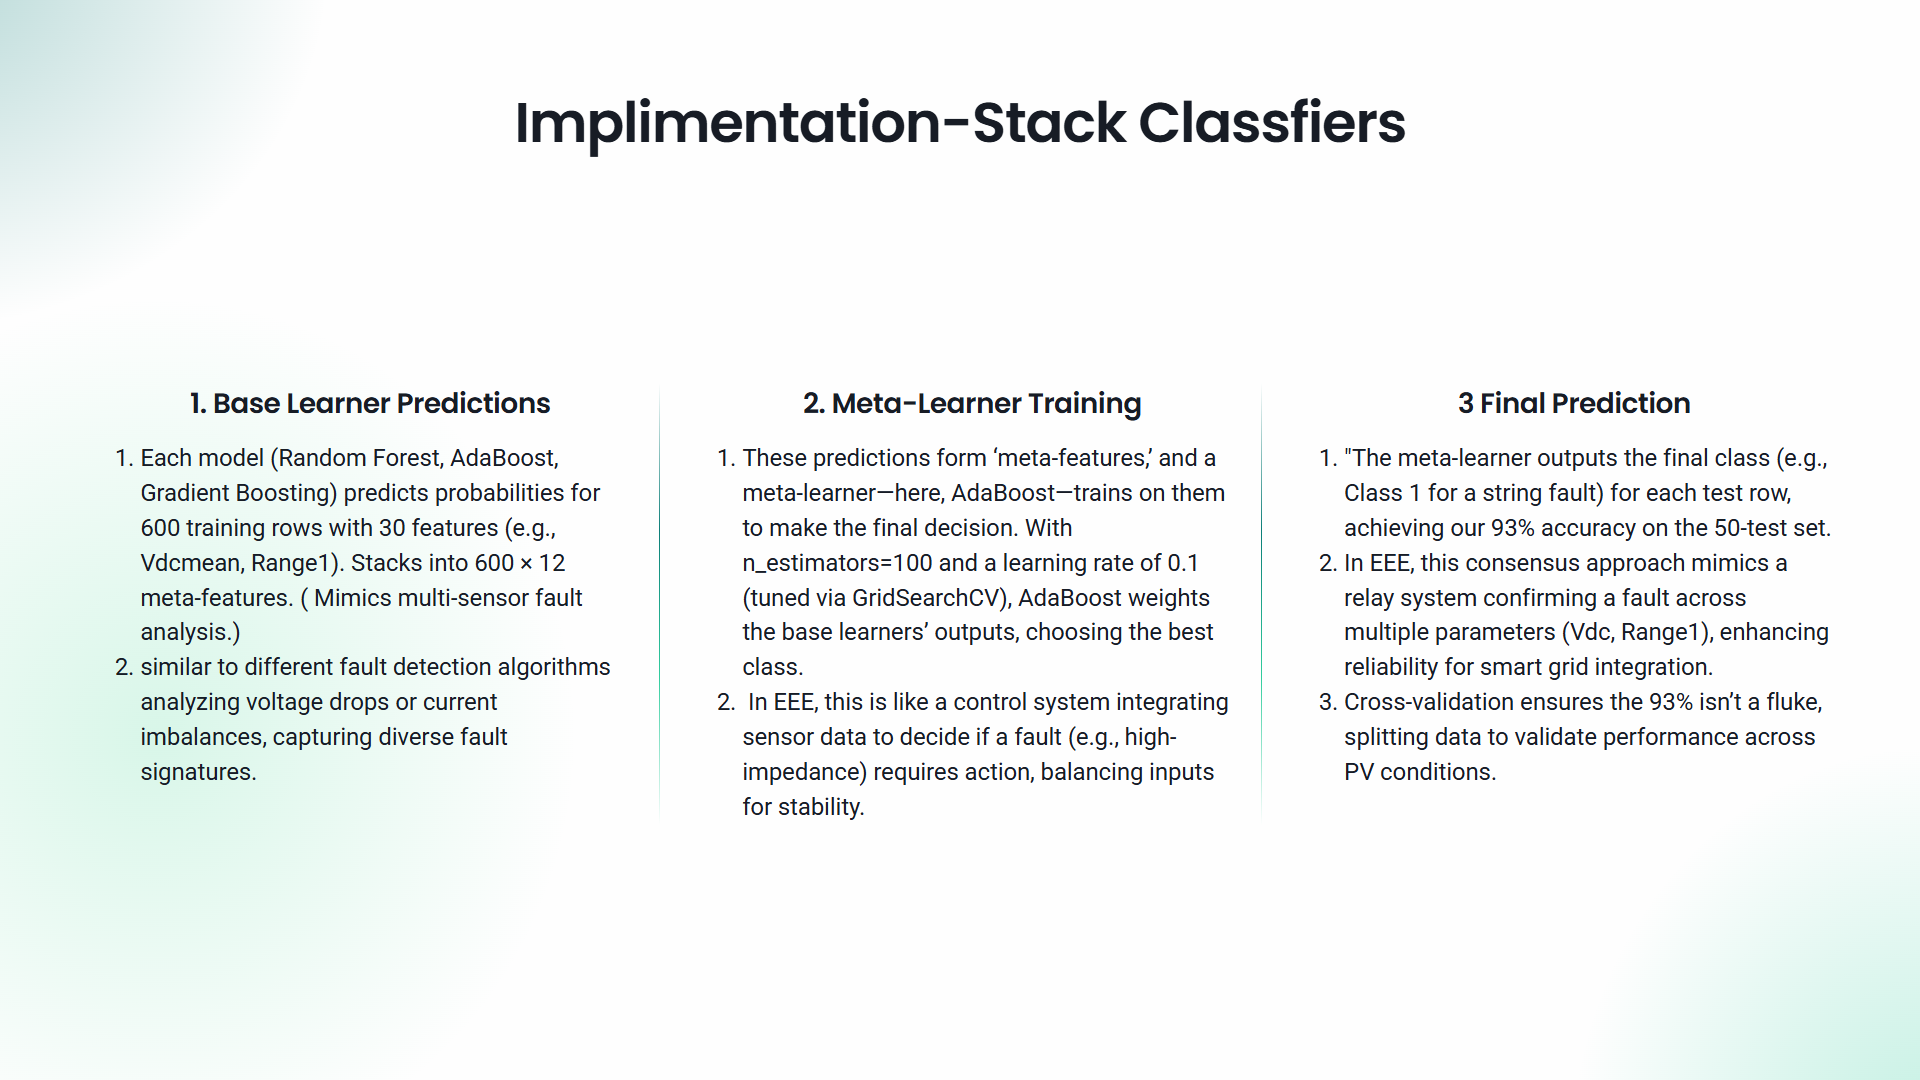 Implimentation-Stack Classfiers
1. Base Learner Predictions
1. Each model (Random Forest, AdaBoost,
Gradient Boosting) predicts probabilities for
600 training rows with 30 features (e.g.,
Vdcmean, Range1). Stacks into 600 × 12
meta-features. ( Mimics multi-sensor fault
analysis.)
2. similar to different fault detection algorithms
analyzing voltage drops or current
imbalances, capturing diverse fault
signatures.
2. Meta-Learner Training
1. These predictions form ‘meta-features,’ and a
meta-learner—here, AdaBoost—trains on them
to make the final decision. With
n_estimators=100 and a learning rate of 0.1
(tuned via GridSearchCV), AdaBoost weights
the base learners’ outputs, choosing the best
class.
2.  In EEE, this is like a control system integrating
sensor data to decide if a fault (e.g., high-
impedance) requires action, balancing inputs
for stability.
3 Final Prediction
1. "The meta-learner outputs the final class (e.g.,
Class 1 for a string fault) for each test row,
achieving our 93% accuracy on the 50-test set.
2. In EEE, this consensus approach mimics a
relay system confirming a fault across
multiple parameters (Vdc, Range1), enhancing
reliability for smart grid integration.
3. Cross-validation ensures the 93% isn’t a fluke,
splitting data to validate performance across
PV conditions.